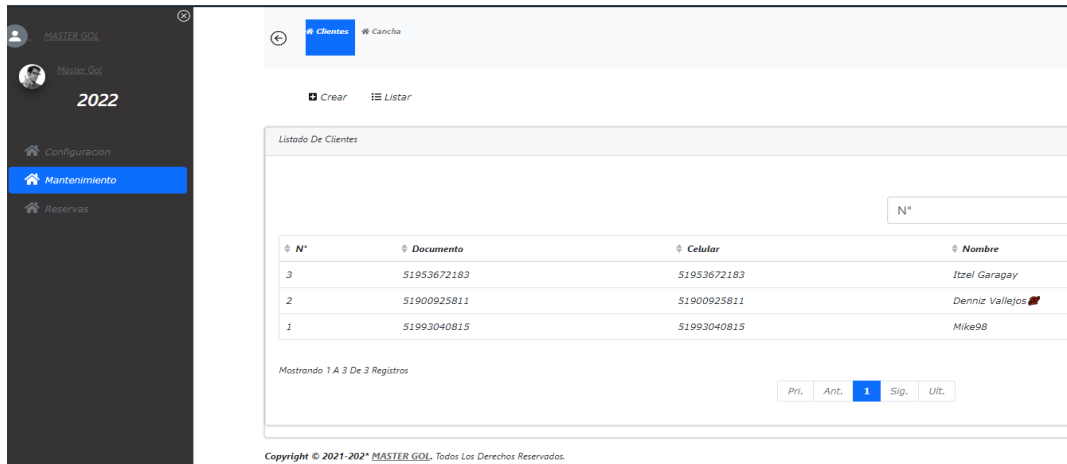 MASTER GOL
Master Gol
2022
Configuracion
Mantenimiento
Reservas
Clientes Cancha
Crear Listar
Listado De Clientes
N°
N° Documento Celular Nombre
3 51953672183 51953672183 Itzel Garagay
2 51900925811 51900925811 Denniz Vallejos
1 51993040815 51993040815 Mike98
Mostrando 1 A 3 De 3 Registros
Pri. Ant. 1 Sig. Ult.
Copyright © 2021-202* MASTER GOL. Todos Los Derechos Reservados.